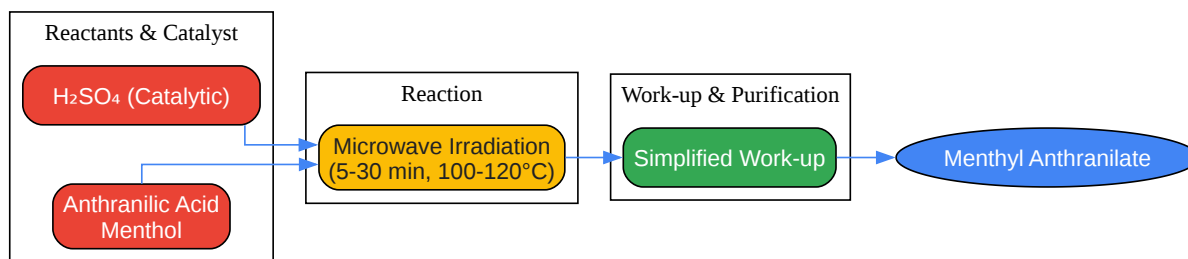 Reactants & Catalyst
H₂SO₄ (Catalytic)
Anthranilic Acid
Menthol
Reaction
Microwave Irradiation
(5-30 min, 100-120°C)
Work-up & Purification
Simplified Work-up
Menthyl Anthranilate